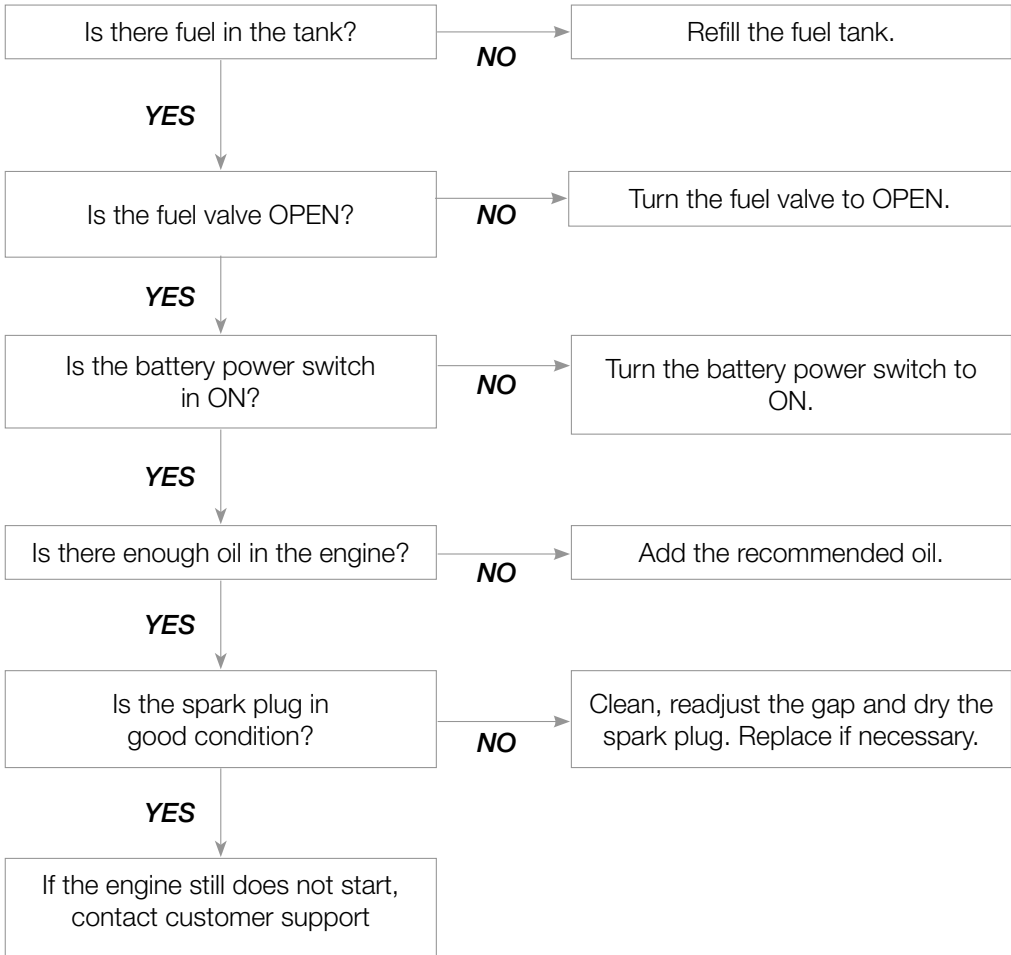 Is there fuel in the tank?
NO
Refill the fuel tank.
YES
Is the fuel valve OPEN?
NO
Turn the fuel valve to OPEN.
YES
Is the battery power switch
in ON?
NO
Turn the battery power switch to
ON.
YES
Is there enough oil in the engine?
NO
Add the recommended oil.
YES
Is the spark plug in
good condition?
NO
Clean, readjust the gap and dry the
spark plug. Replace if necessary.
YES
If the engine still does not start,
contact customer support